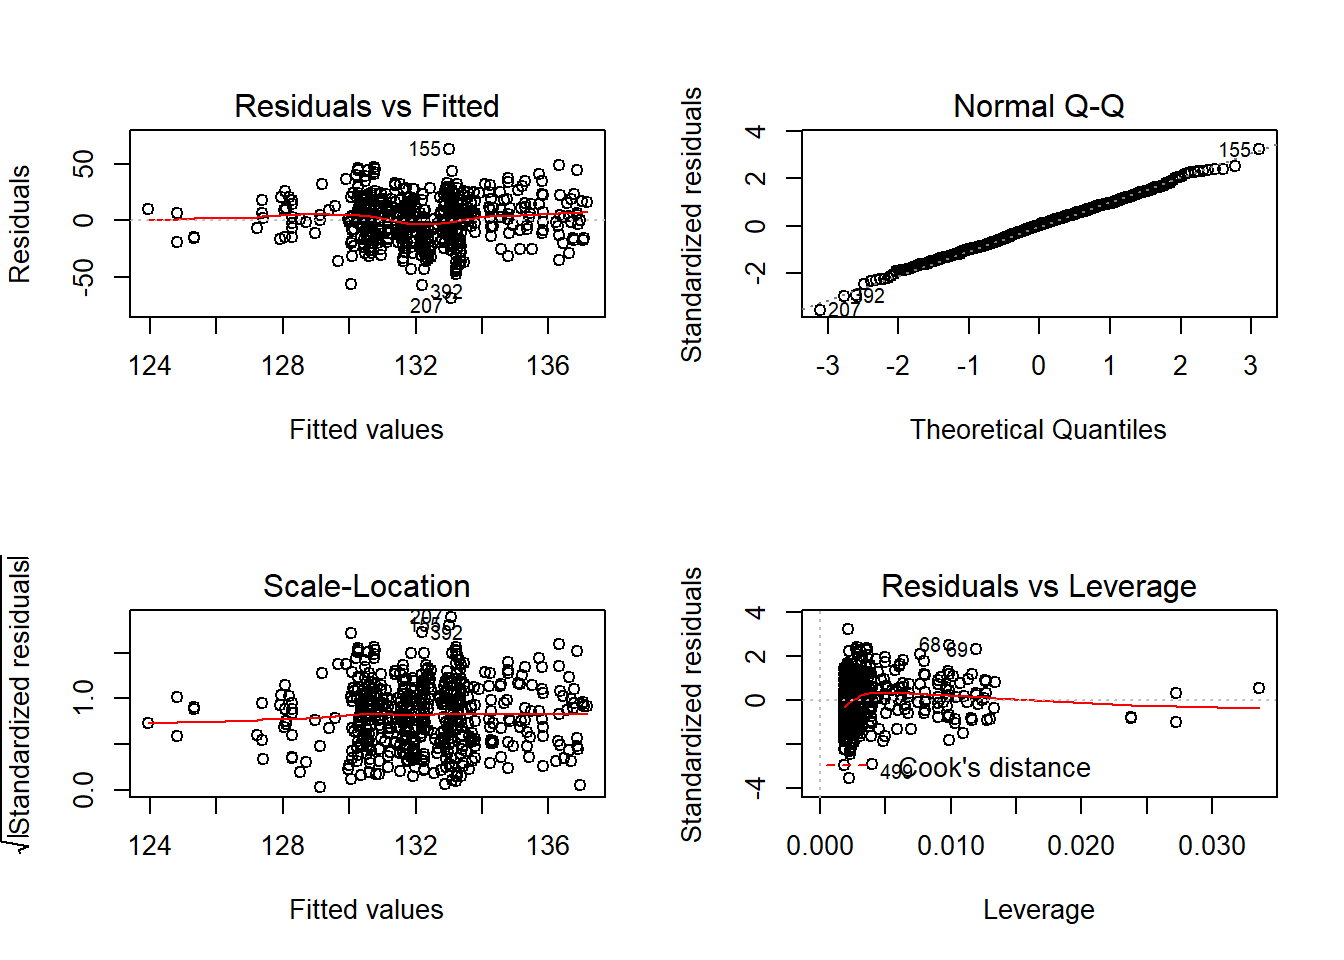 Residuals vs Fitted
Residuals
50
0
-50
155
392
207
124 128 132 136
Fitted values
Normal Q-Q
Standardized residuals
4
2
0
-2
155
392
207
-3 -2 -1 0 1 2 3
Theoretical Quantiles
Scale-Location
√|Standardized residuals|
1.0
0.0
207
155
392
124 128 132 136
Fitted values
Residuals vs Leverage
Standardized residuals
4
2
0
-4
68
69
Cook's distance
0.000 0.010 0.020 0.030
Leverage